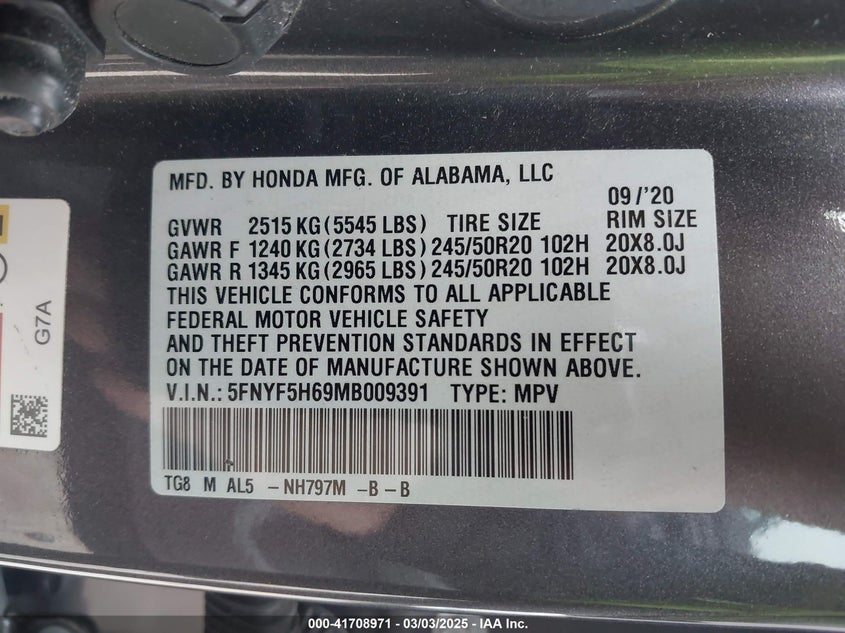 MFD. BY HONDA MFG. OF ALABAMA, LLC
09/'20
GVWR 2515 KG (5545 LBS) TIRE SIZE RIM SIZE
GAWR F 1240 KG (2734 LBS) 245/50R20 102H 20X8.0J
GAWR R 1345 KG (2965 LBS) 245/50R20 102H 20X8.0J
THIS VEHICLE CONFORMS TO ALL APPLICABLE
FEDERAL MOTOR VEHICLE SAFETY
AND THEFT PREVENTION STANDARDS IN EFFECT
ON THE DATE OF MANUFACTURE SHOWN ABOVE.
V.I.N.: 5FNYF5H69MB009391 TYPE: MPV
TG8 M AL5 -NH797M -B-B
G7A
000-41708971 - 03/03/2025 - IAA Inc.